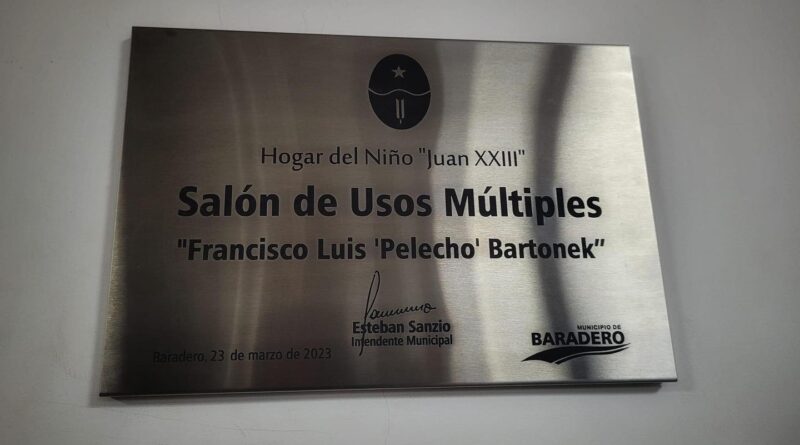 Hogar del Niño "Juan XXIII"
Salón de Usos Múltiples
"Francisco Luis 'Pelecho' Bartonek”
Esteban Sanzio
Intendente Municipal
Baradero, 23 de marzo de 2023
MUNICIPIO DE
BARADERO